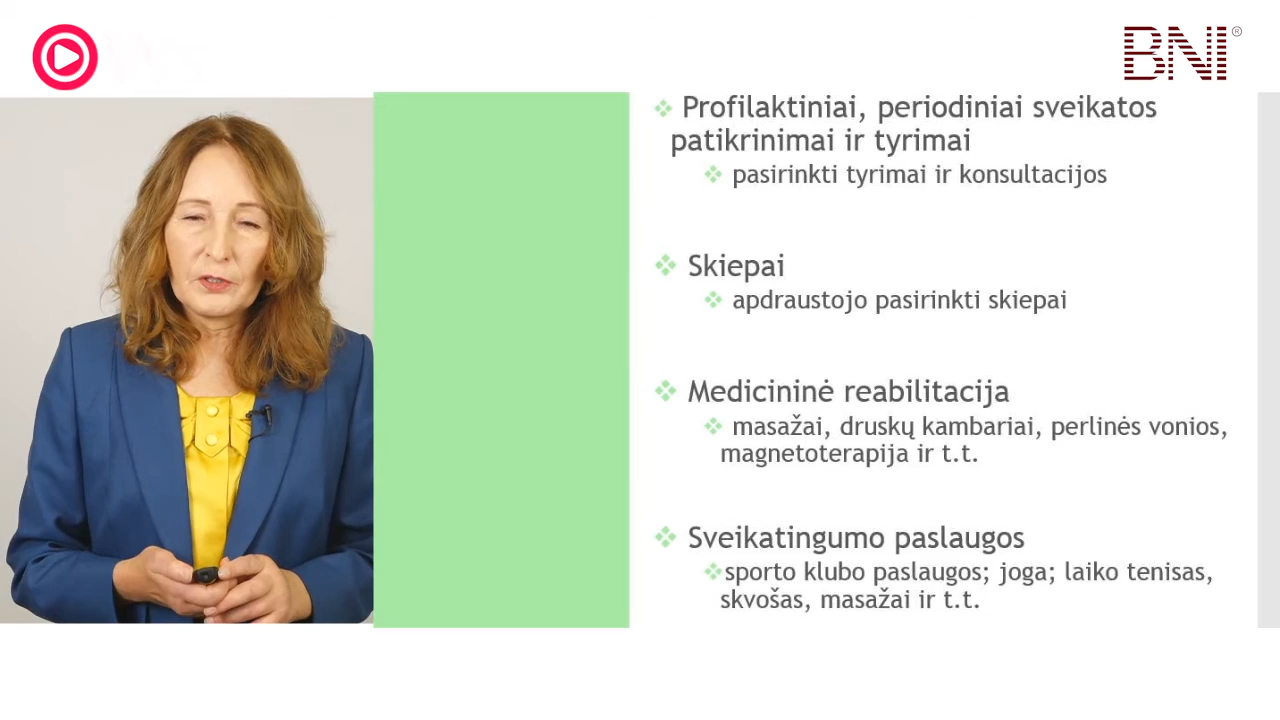 BNI®
Profilaktiniai, periodiniai sveikatos
patikrinimai ir tyrimai
pasirinkti tyrimai ir konsultacijos
Skiepai
apdraustojo pasirinkti skiepai
Medicininė reabilitacija
masažai, druskų kambariai, perlinės vonios,
magnetoterapija ir t.t.
Sveikatingumo paslaugos
sporto klubo paslaugos; joga; laiko tenisas,
skvošas, masažai ir t.t.